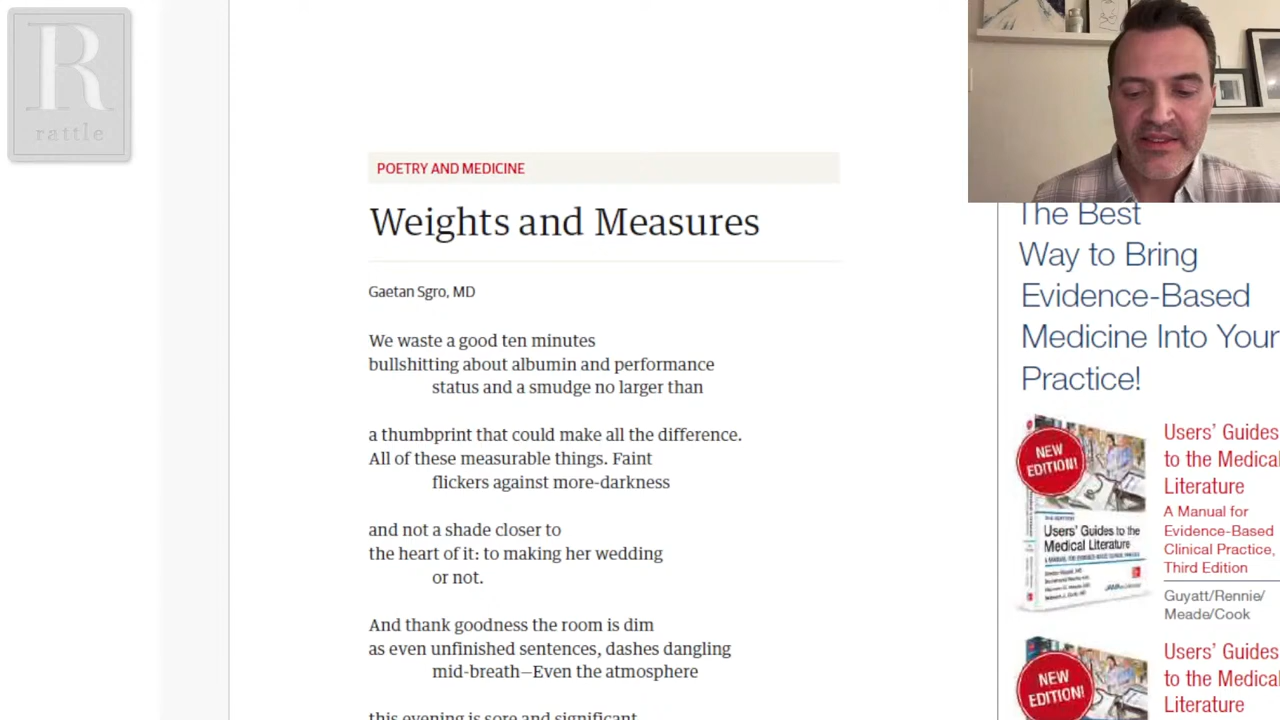 R
rattle
POETRY AND MEDICINE
Weights and Measures
Gaetan Sgro, MD
We waste a good ten minutes
bullshitting about albumin and performance
status and a smudge no larger than
a thumbprint that could make all the difference.
All of these measurable things. Faint
flickers against more-darkness
and not a shade closer to
the heart of it: to making her wedding
or not.
And thank goodness the room is dim
as even unfinished sentences, dashes dangling
mid-breath—Even the atmosphere
this evening is sore and significant
The Best
Way to Bring
Evidence-Based
Medicine Into Your
Practice!
NEW
EDITION!
Users' Guides to the
Medical Literature
Users' Guides
to the Medical
Literature
A Manual for
Evidence-Based
Clinical Practice,
Third Edition
Guyatt/Rennie/
Meade/Cook
NEW
EDITION!
Users' Guides
to the Medical
Literature